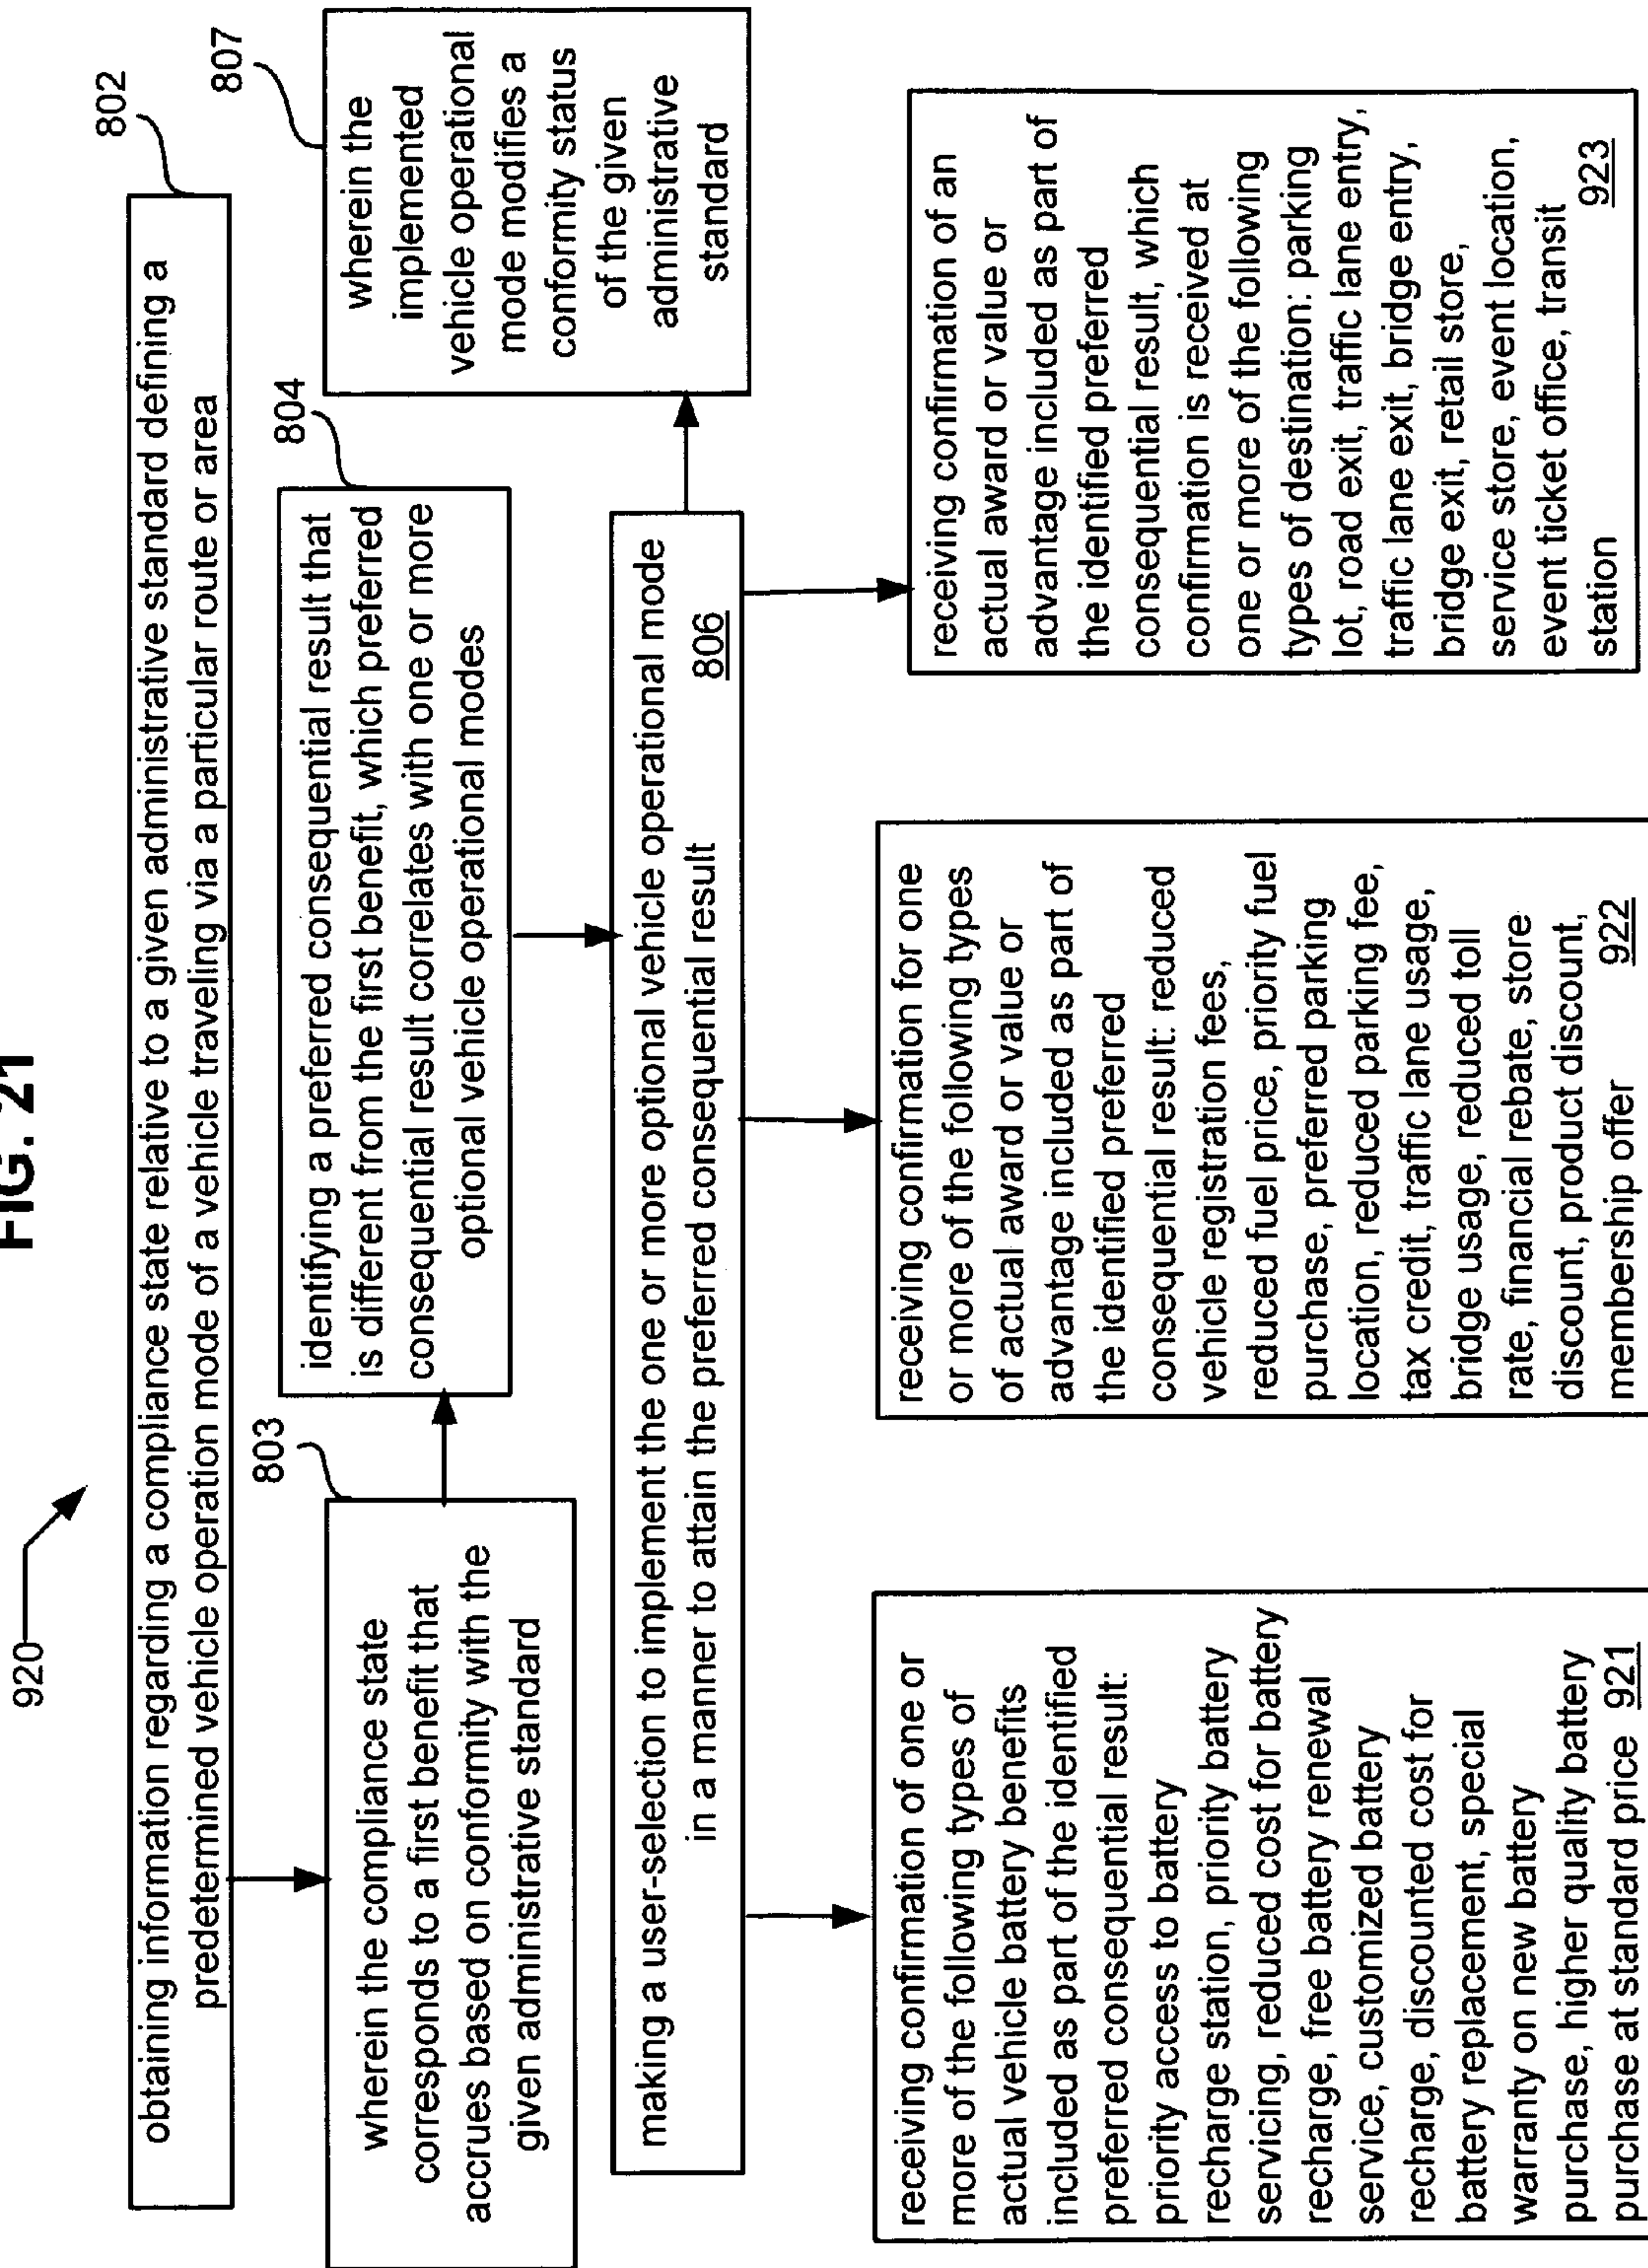 FIG. 21
920
802
obtaining information regarding a compliance state relative to a given administrative standard defining a
predetermined vehicle operation mode of a vehicle traveling via a particular route or area
803
wherein the compliance state
corresponds to a first benefit that
accrues based on conformity with the
given administrative standard
804
identifying a preferred consequential result that
is different from the first benefit, which preferred
consequential result correlates with one or more
optional vehicle operational modes
807
wherein the
implemented
vehicle operational
mode modifies a
conformity status
of the given
administrative
standard
making a user-selection to implement the one or more optional vehicle operational mode
in a manner to attain the preferred consequential result 806
receiving confirmation of one or
more of the following types of
actual vehicle battery benefits
included as part of the identified
preferred consequential result:
priority access to battery
recharge station, priority battery
servicing, reduced cost for battery
recharge, free battery renewal
service, customized battery
recharge, discounted cost for
battery replacement, special
warranty on new battery
purchase, higher quality battery
purchase at standard price 921
receiving confirmation for one
or more of the following types
of actual award or value or
advantage included as part of
the identified preferred
consequential result: reduced
vehicle registration fees,
reduced fuel price, priority fuel
purchase, preferred parking
location, reduced parking fee,
tax credit, traffic lane usage,
bridge usage, reduced toll
rate, financial rebate, store
discount, product discount,
membership offer 922
receiving confirmation of an
actual award or value or
advantage included as part of
the identified preferred
consequential result, which
confirmation is received at
one or more of the following
types of destination: parking
lot, road exit, traffic lane entry,
traffic lane exit, bridge entry,
bridge exit, retail store,
service store, event location,
event ticket office, transit
station 923